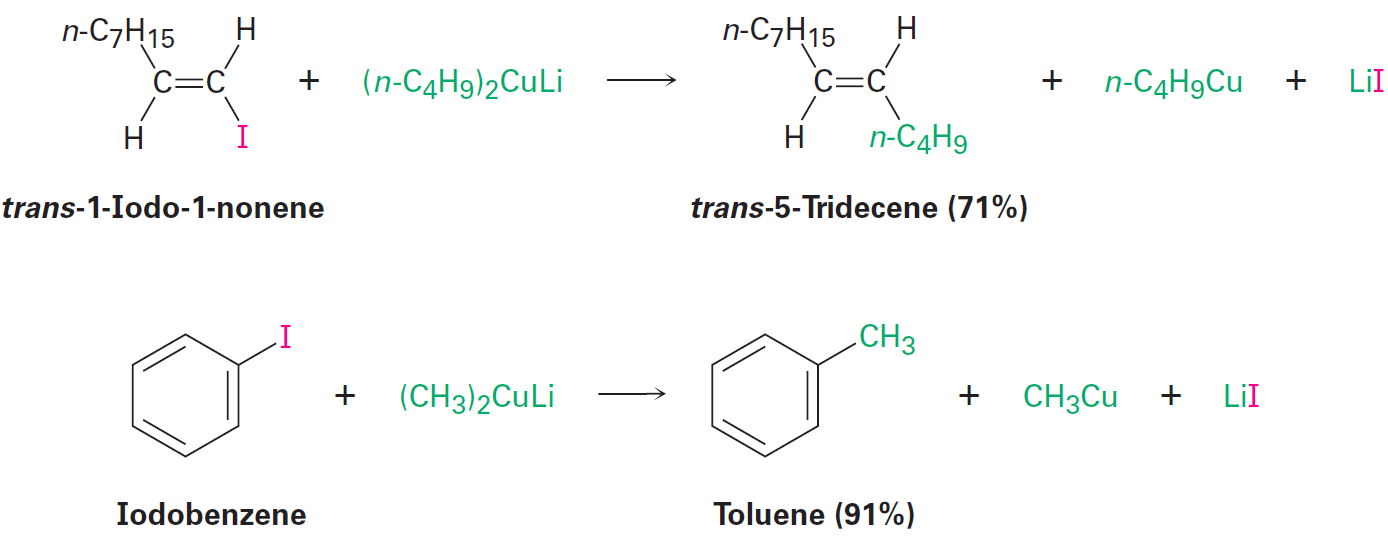 n-C7H15 H n-C7H15 H
C=C + (n-C4H9)2CuLi ⟶ C=C + n-C4H9Cu + LiI
H I H n-C4H9
trans-1-Iodo-1-nonene trans-5-Tridecene (71%)
I CH3
+ (CH3)2CuLi ⟶ + CH3Cu + LiI
Iodobenzene Toluene (91%)